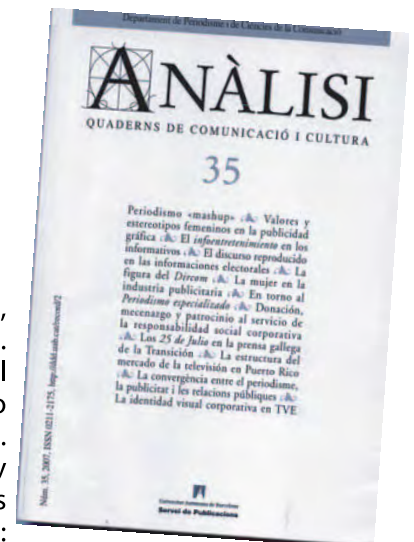 Departament de Periodisme i de Ciències de la Comunicació
ANÀLISI
QUADERNS DE COMUNICACIÓ I CULTURA
35
Periodismo «mashup» Valores y
estereotipos femeninos en la publicidad
gráfica El infoentretenimiento en los
informativos El discurso reproducido
en las informaciones electorales La
figura del Dircom La mujer en la
industria publicitaria En torno al
Periodismo especializado Donación,
mecenazgo y patrocinio al servicio de
la responsabilidad social corporativa
Los 25 de Julio en la prensa gallega
de la Transición La estructura del
mercado de la televisión en Puerto Rico
La convergència entre el periodisme,
la publicitat i les relacions públiques
La identidad visual corporativa en TVE
Núm. 35, 2007, ISSN 0211-2175,
Universitat Autònoma de Barcelona
Servei de Publicacions
,
.
l
o
.
y
s
: